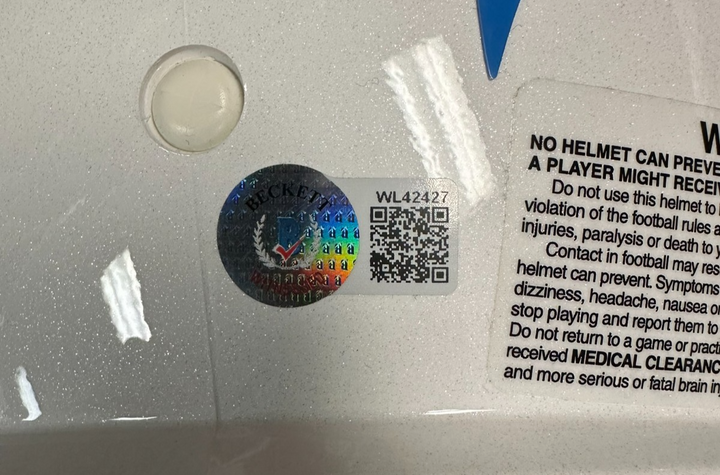 BECKETT
WL42427
W
NO HELMET CAN PREVE
A PLAYER MIGHT RECEI
Do not use this helmet to
violation of the football rules a
injuries, paralysis or death to y
Contact in football may res
helmet can prevent. Symptoms
dizziness, headache, nausea or
stop playing and report them to
Do not return to a game or practi
received MEDICAL CLEARANC
and more serious or fatal brain in